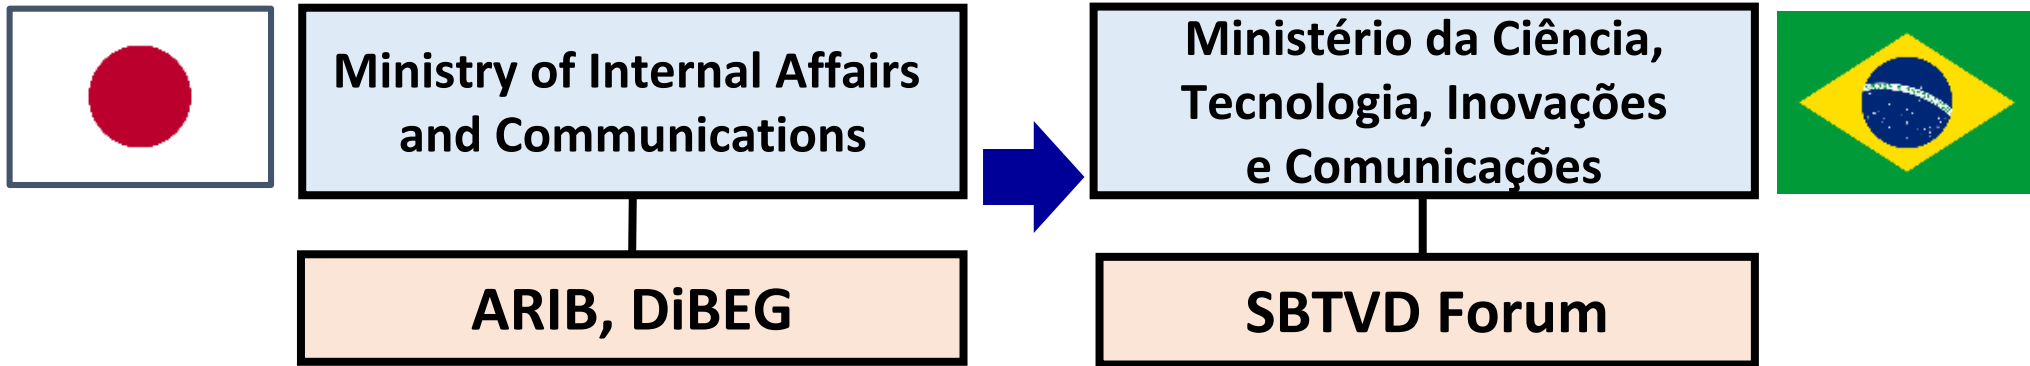 Ministry of Internal Affairs
and Communications
Ministério da Ciência,
Tecnologia, Inovações
e Comunicações
ARIB, DiBEG
SBTVD Forum